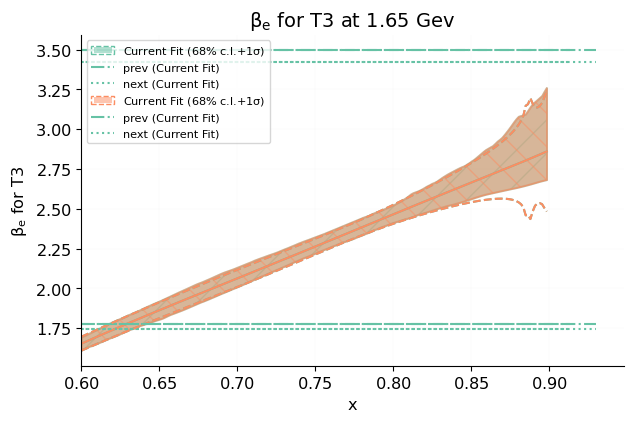 βe for T3 at 1.65 Gev
Current Fit (68% c.l.+1σ)
prev (Current Fit)
next (Current Fit)
Current Fit (68% c.l.+1σ)
prev (Current Fit)
next (Current Fit)
βe for T3
3.50
3.25
3.00
2.75
2.50
2.25
2.00
1.75
0.60 0.65 0.70 0.75 0.80 0.85 0.90
x